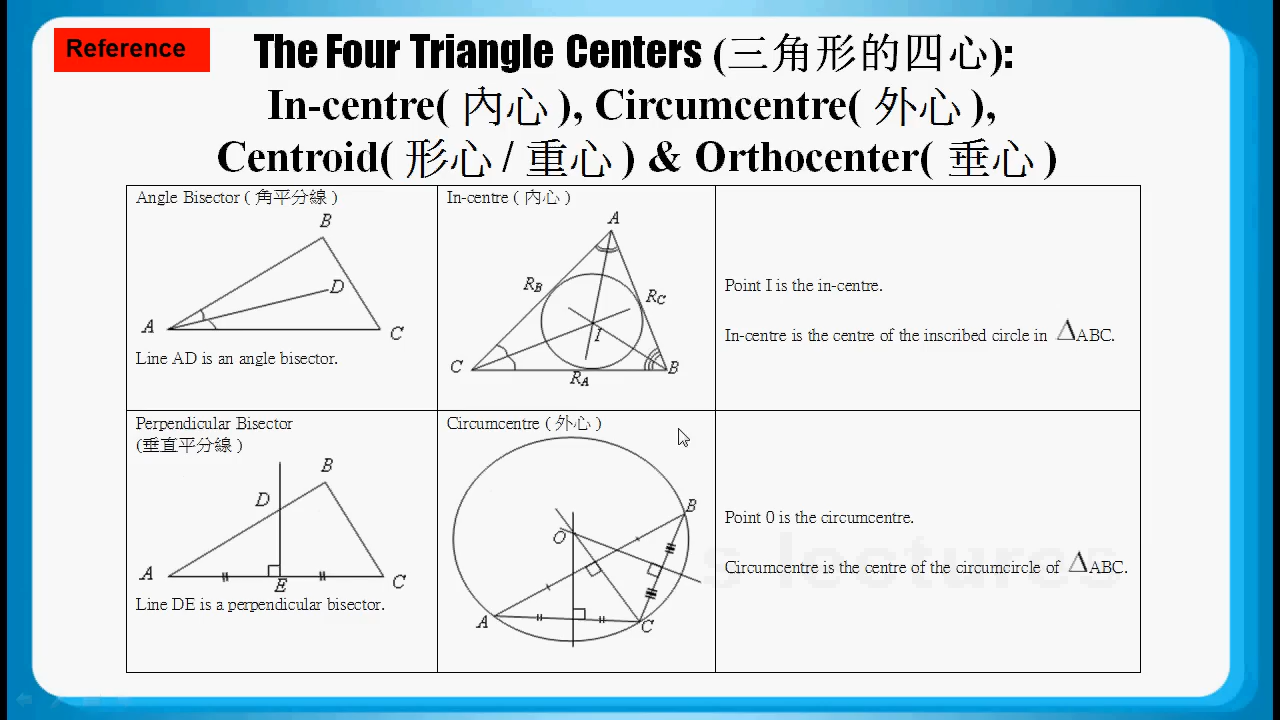 Reference
The Four Triangle Centers (三角形的四心):
In-centre( 內心 ), Circumcentre( 外心 ),
Centroid( 形心 / 重心 ) & Orthocenter( 垂心 )
Angle Bisector ( 角平分線 )
B
D
A
C
Line AD is an angle bisector.
In-centre ( 內心 )
A
R_B
R_C
I
C
R_A
B
Point I is the in-centre.
In-centre is the centre of the inscribed circle in ΔABC.
Perpendicular Bisector
(垂直平分線 )
B
D
A
E
C
Line DE is a perpendicular bisector.
Circumcentre ( 外心 )
B
O
A
C
Point 0 is the circumcentre.
Circumcentre is the centre of the circumcircle of ΔABC.